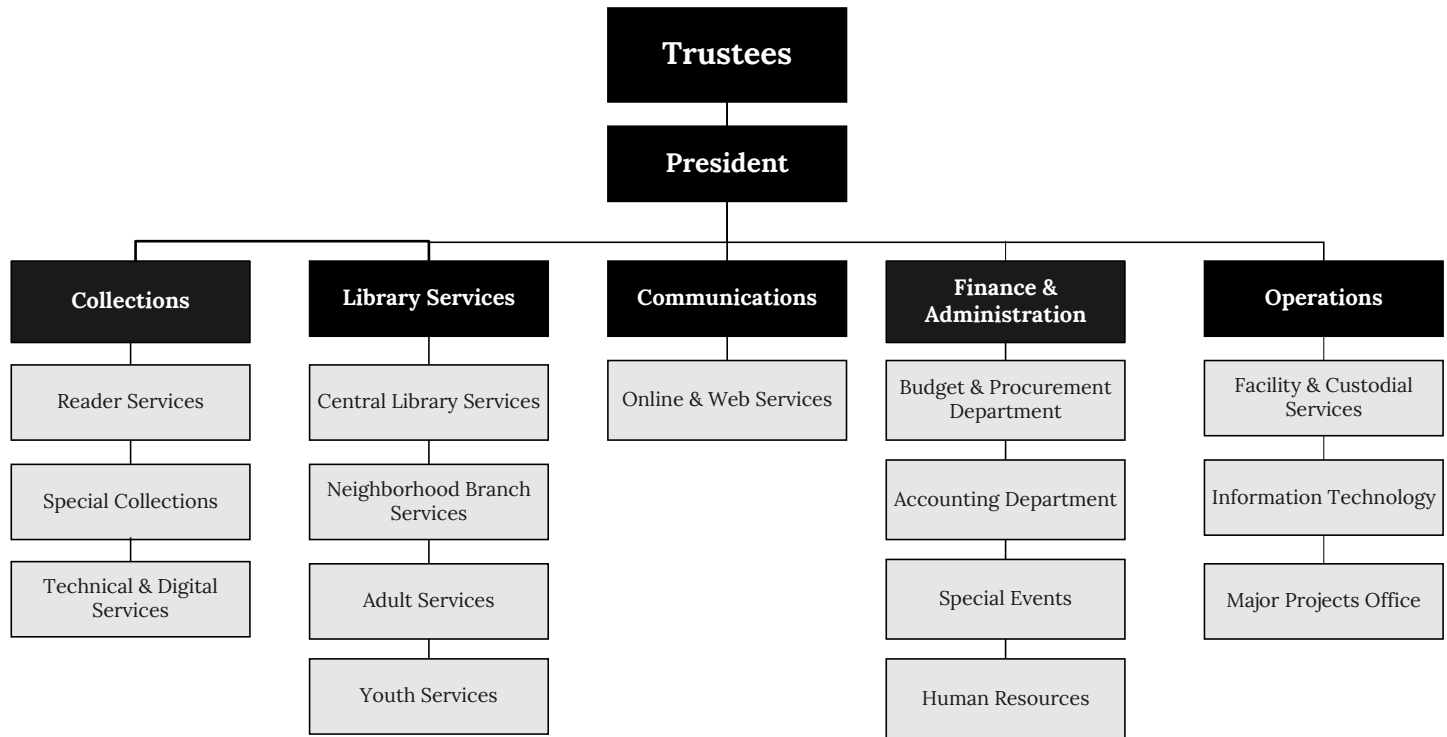 Trustees
President
Collections
Library Services
Communications
Finance &
Administration
Operations
Reader Services
Special Collections
Technical & Digital
Services
Central Library Services
Neighborhood Branch
Services
Adult Services
Youth Services
Online & Web Services
Budget & Procurement
Department
Accounting Department
Special Events
Human Resources
Facility & Custodial
Services
Information Technology
Major Projects Office